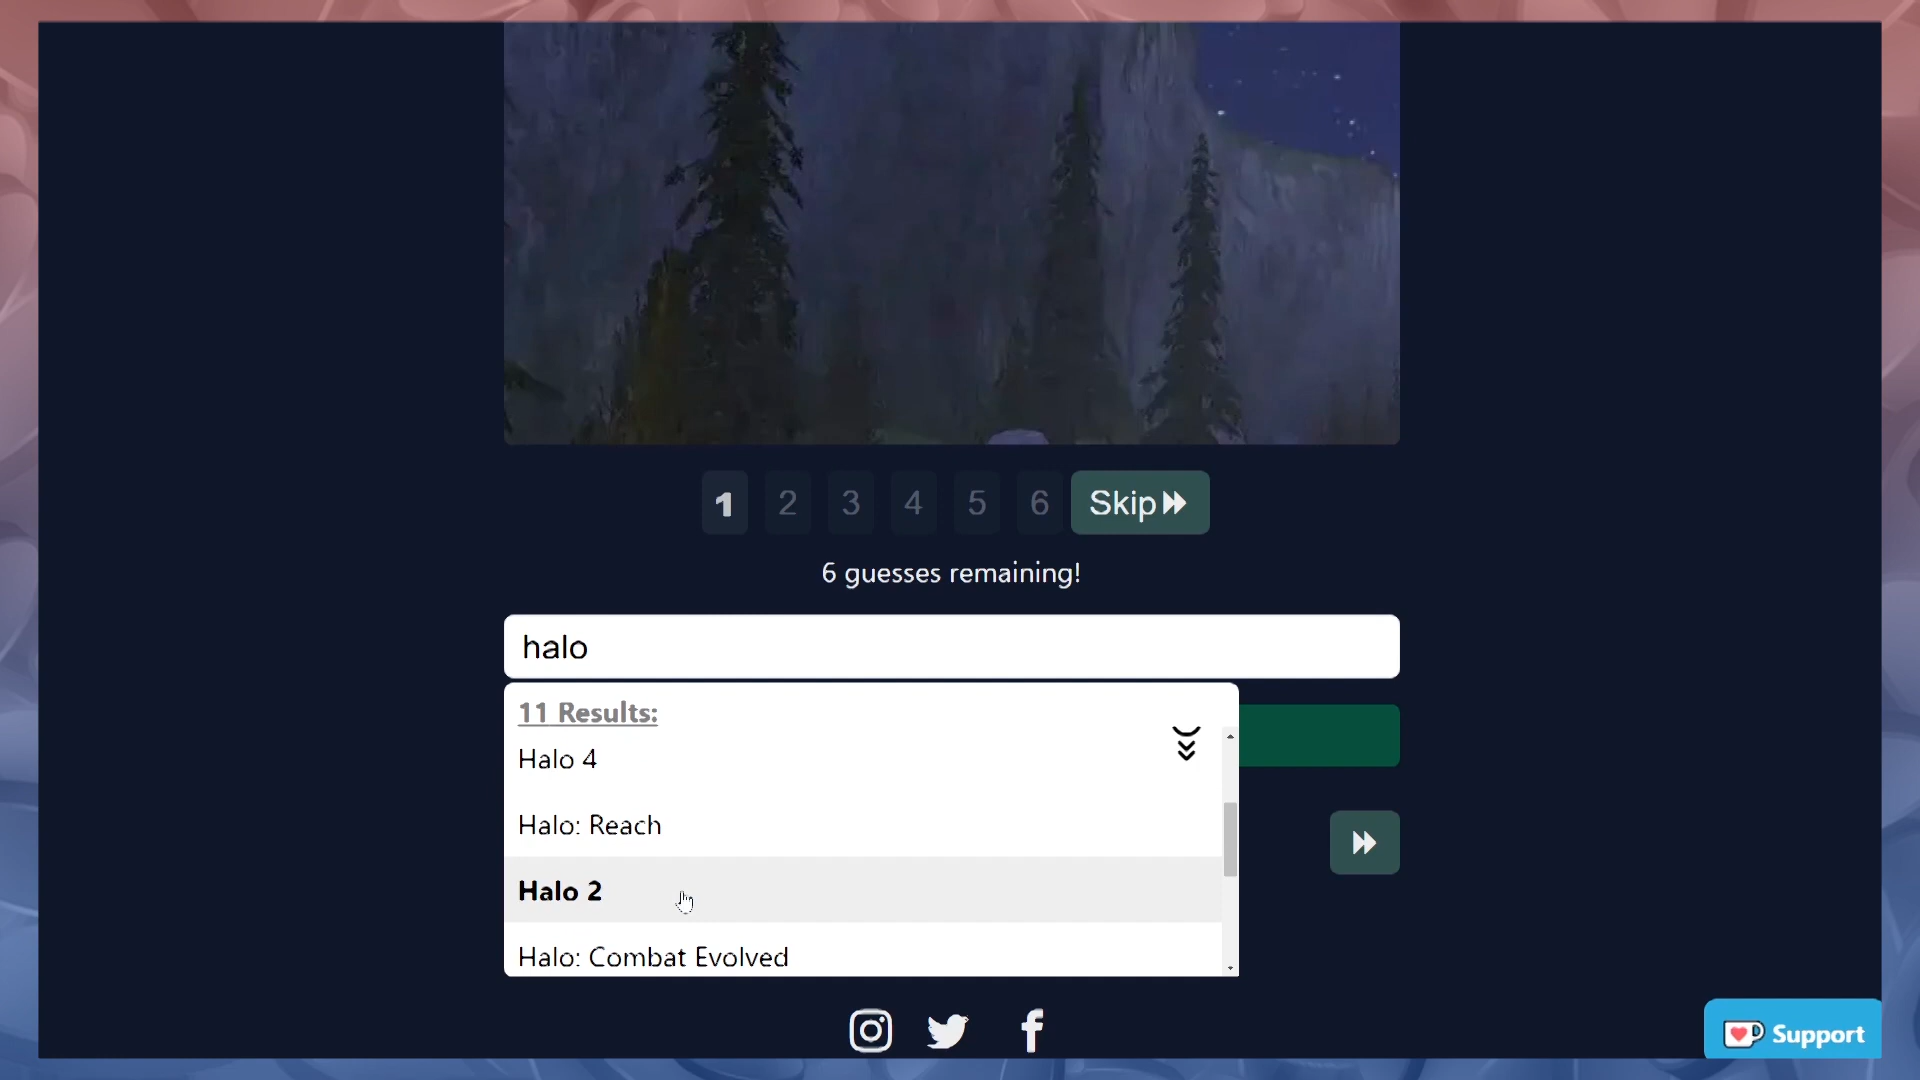 1 2 3 4 5 6 Skip
6 guesses remaining!
halo
11 Results:
Halo 4
Halo: Reach
Halo 2
Halo: Combat Evolved
Support